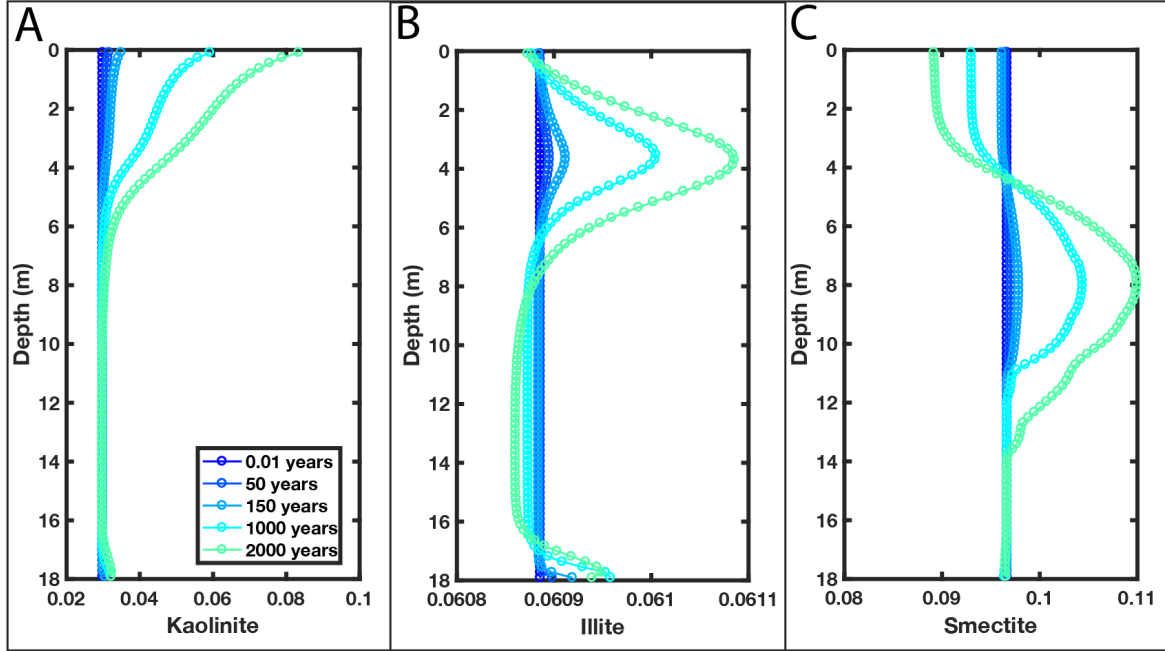 A
0
2
4
6
8
10
12
14
16
18
Depth (m)
0.01 years
50 years
150 years
1000 years
2000 years
0.02 0.04 0.06 0.08 0.1
Kaolinite
B
0
2
4
6
8
10
12
14
16
18
Depth (m)
0.0608 0.0609 0.061 0.0611
Illite
C
0
2
4
6
8
10
12
14
16
18
Depth (m)
0.08 0.09 0.1 0.11
Smectite